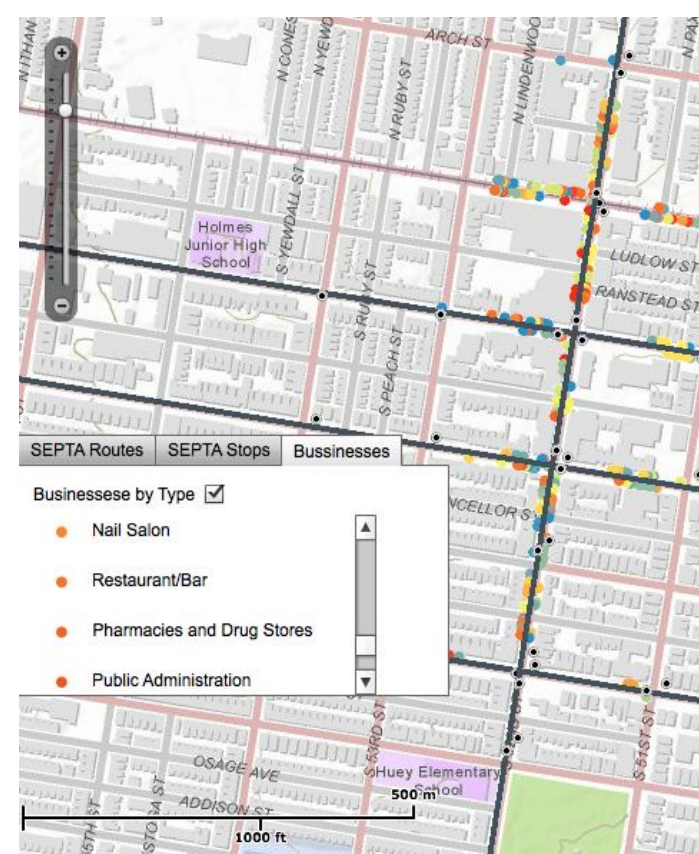 N ITHAN
N CONES
N YEWD
ARCH ST
N RUBY ST
N LINDENWOO
N PA
Holmes
Junior High
School
S YEWDALL ST
S RUBY ST
S PEACH ST
LUDLOW ST
RANSTEAD ST
SEPTA Routes SEPTA Stops Bussinesses
Businessese by Type
Nail Salon
Restaurant/Bar
Pharmacies and Drug Stores
Public Administration
NCELLOR S
S 53RD ST
S 51ST ST
OSAGE AVE
Huey Elementary
School
ADDISON ST
500 m
1000 ft